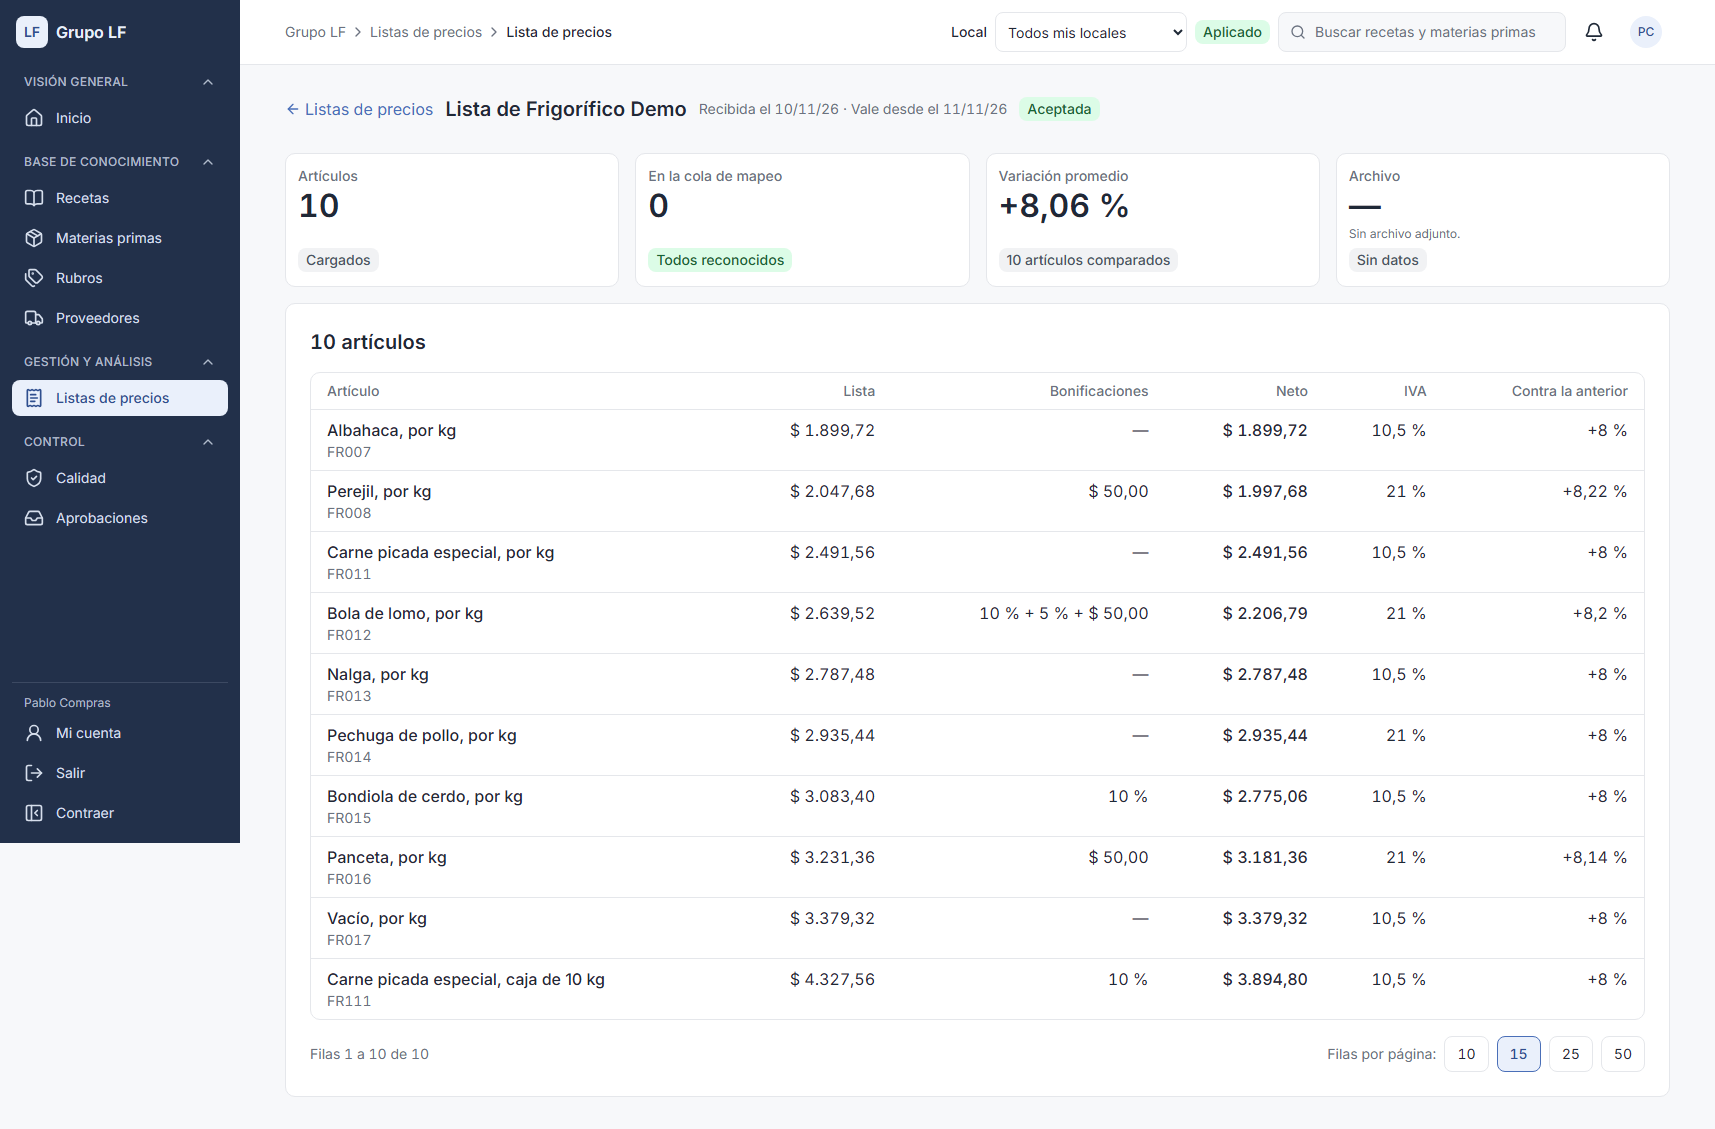 LF Grupo LF
VISIÓN GENERAL
Inicio
BASE DE CONOCIMIENTO
Recetas
Materias primas
Rubros
Proveedores
GESTIÓN Y ANÁLISIS
Listas de precios
CONTROL
Calidad
Aprobaciones
Pablo Compras
Mi cuenta
Salir
Contraer
Grupo LF > Listas de precios > Lista de precios
Local Todos mis locales Aplicado Buscar recetas y materias primas PC
← Listas de precios Lista de Frigorífico Demo Recibida el 10/11/26 · Vale desde el 11/11/26 Aceptada
Artículos
10
Cargados
En la cola de mapeo
0
Todos reconocidos
Variación promedio
+8,06 %
10 artículos comparados
Archivo
—
Sin archivo adjunto.
Sin datos
10 artículos
Artículo Lista Bonificaciones Neto IVA Contra la anterior
Albahaca, por kg $ 1.899,72 — $ 1.899,72 10,5 % +8 %
FR007
Perejil, por kg $ 2.047,68 $ 50,00 $ 1.997,68 21 % +8,22 %
FR008
Carne picada especial, por kg $ 2.491,56 — $ 2.491,56 10,5 % +8 %
FR011
Bola de lomo, por kg $ 2.639,52 10 % + 5 % + $ 50,00 $ 2.206,79 21 % +8,2 %
FR012
Nalga, por kg $ 2.787,48 — $ 2.787,48 10,5 % +8 %
FR013
Pechuga de pollo, por kg $ 2.935,44 — $ 2.935,44 21 % +8 %
FR014
Bondiola de cerdo, por kg $ 3.083,40 10 % $ 2.775,06 10,5 % +8 %
FR015
Panceta, por kg $ 3.231,36 $ 50,00 $ 3.181,36 21 % +8,14 %
FR016
Vacío, por kg $ 3.379,32 — $ 3.379,32 10,5 % +8 %
FR017
Carne picada especial, caja de 10 kg $ 4.327,56 10 % $ 3.894,80 10,5 % +8 %
FR111
Filas 1 a 10 de 10 Filas por página: 10 15 25 50